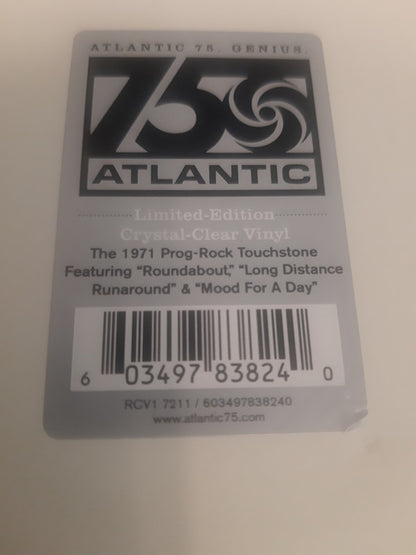 ATLANTIC 75. GENIUS.
75
ATLANTIC
Limited-Edition
Crystal-Clear Vinyl
The 1971 Prog-Rock Touchstone
Featuring “Roundabout,” “Long Distance
Runaround” & “Mood For A Day”
6 03497 83824 0
RCV1 7211 / 603497838240
www.atlantic75.com